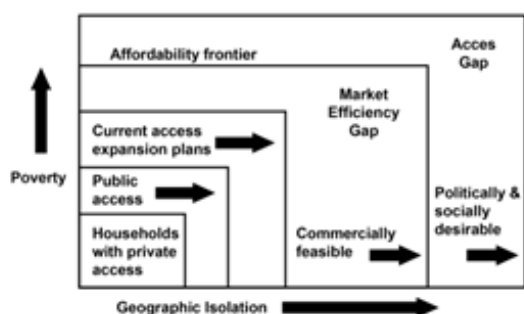 Acces
Gap
Affordability frontier
Market
Efficiency
Gap
Current access
expansion plans
Poverty
Public
access
Politically &
socially
desirable
Households
with private
access
Commercially
feasible
Geographic Isolation